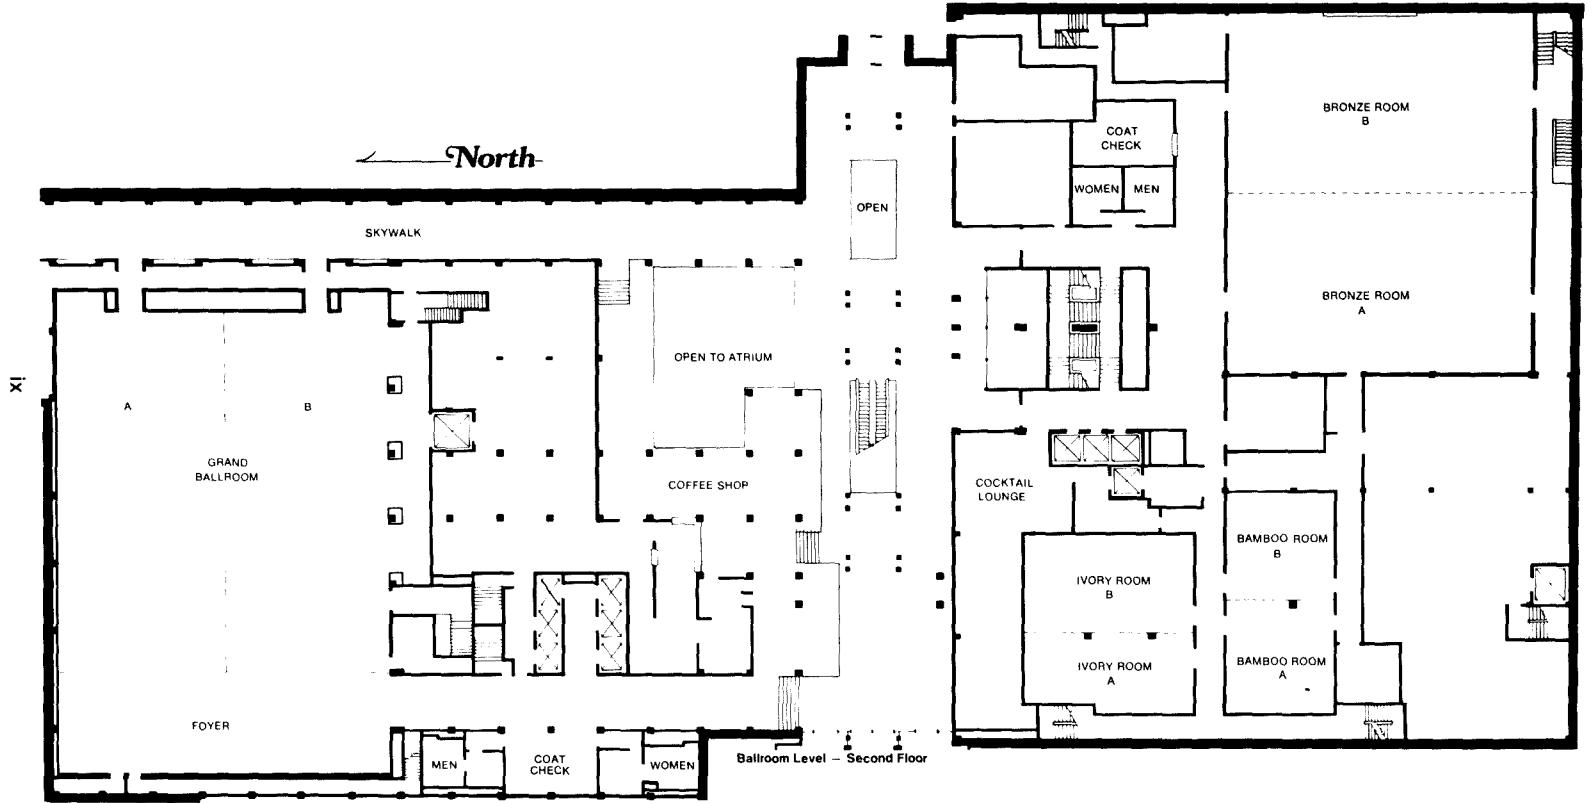 BRONZE ROOM
B
COAT
CHECK
WOMEN
MEN
North
OPEN
SKYWALK
BRONZE ROOM
A
OPEN TO ATRIUM
ix
A
B
GRAND
BALLROOM
COFFEE SHOP
COCKTAIL
LOUNGE
BAMBOO ROOM
B
IVORY ROOM
B
IVORY ROOM
A
BAMBOO ROOM
A
FOYER
MEN
COAT
CHECK
WOMEN
Ballroom Level – Second Floor